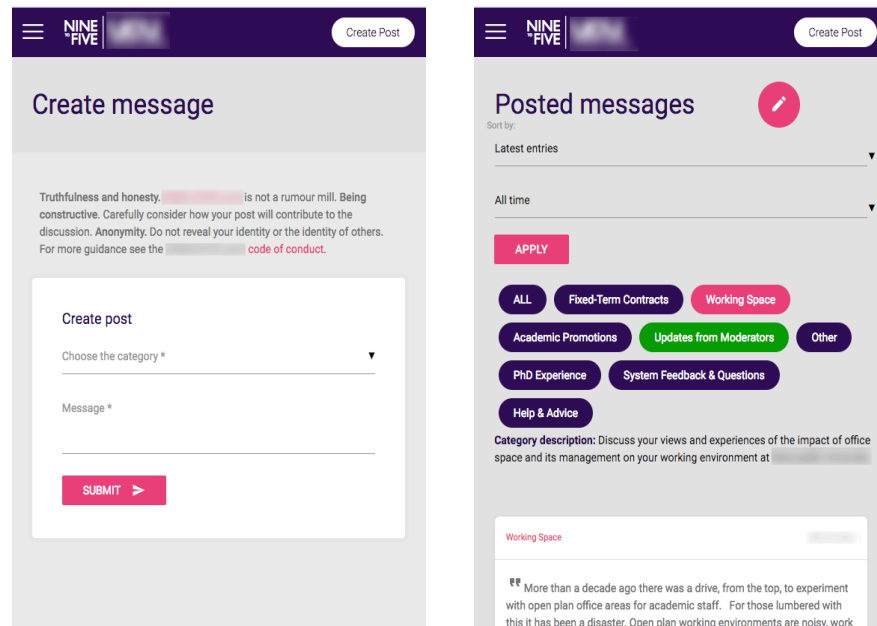 NINE
TO FIVE
Create Post
Create message
Truthfulness and honesty. is not a rumour mill. Being
constructive. Carefully consider how your post will contribute to the
discussion. Anonymity. Do not reveal your identity or the identity of others.
For more guidance see the code of conduct.
Create post
Choose the category *
Message *
SUBMIT
NINE
TO FIVE
Create Post
Posted messages
Sort by:
Latest entries
All time
APPLY
ALL
Fixed-Term Contracts
Working Space
Academic Promotions
Updates from Moderators
Other
PhD Experience
System Feedback & Questions
Help & Advice
Category description: Discuss your views and experiences of the impact of office
space and its management on your working environment at
Working Space
" More than a decade ago there was a drive, from the top, to experiment
with open plan office areas for academic staff. For those lumbered with
this it has been a disaster. Open plan working environments are noisy, work